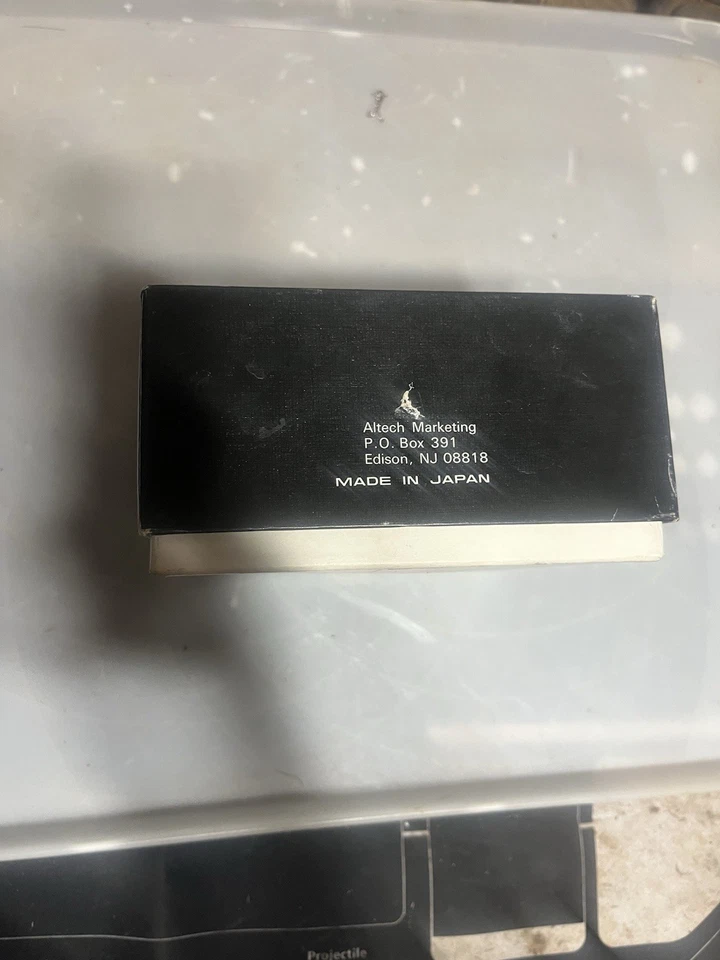 Altech Marketing
P.O. Box 391
Edison, NJ 08818
MADE IN JAPAN
Projectile